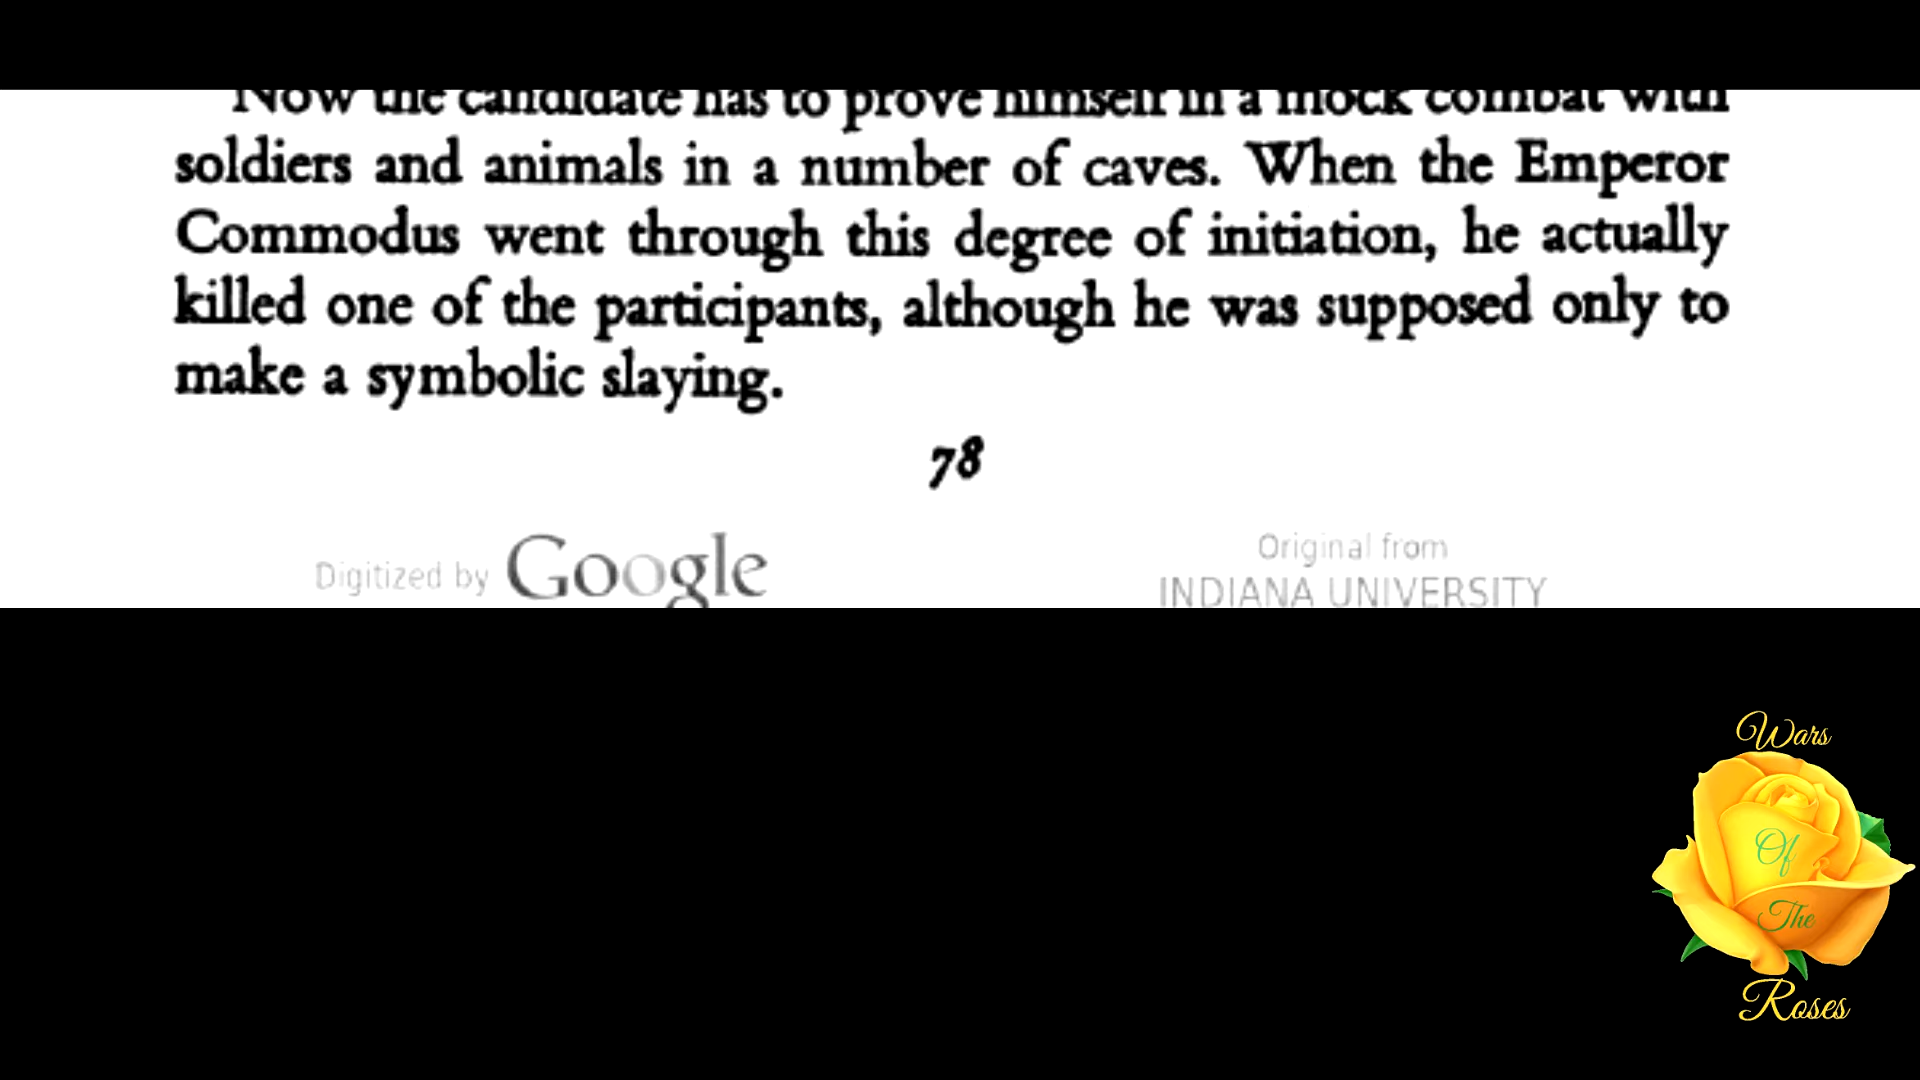 Now the candidate has to prove himself in a mock combat with
soldiers and animals in a number of caves. When the Emperor
Commodus went through this degree of initiation, he actually
killed one of the participants, although he was supposed only to
make a symbolic slaying.
78
Digitized by Google
Original from
INDIANA UNIVERSITY
Wars
Of
The
Roses